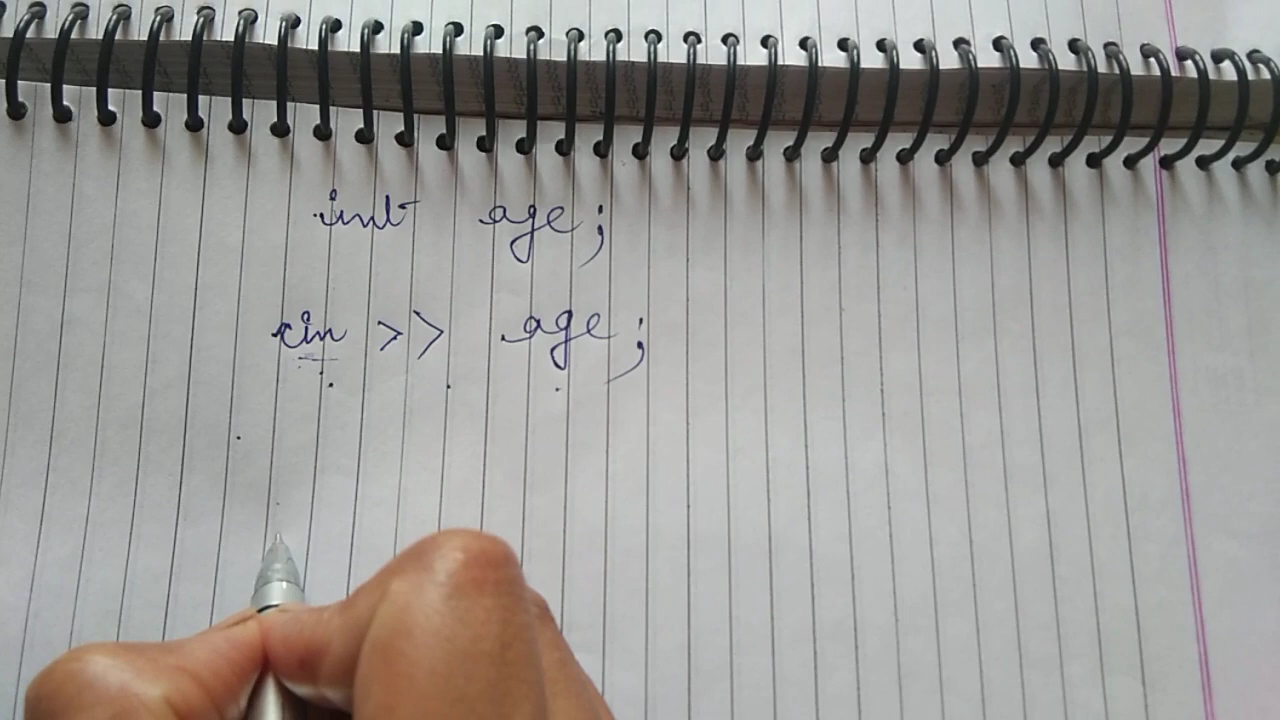 int age;
cin >> age;